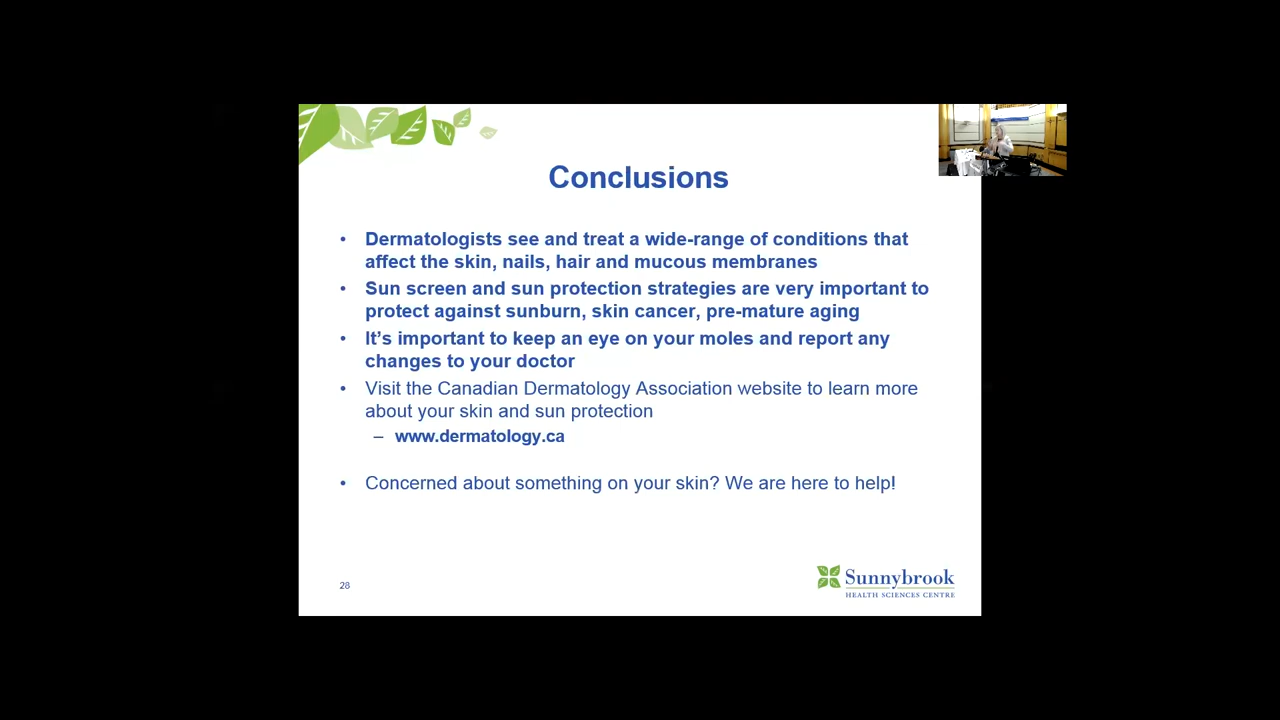 Conclusions
• Dermatologists see and treat a wide-range of conditions that
affect the skin, nails, hair and mucous membranes
• Sun screen and sun protection strategies are very important to
protect against sunburn, skin cancer, pre-mature aging
• It’s important to keep an eye on your moles and report any
changes to your doctor
• Visit the Canadian Dermatology Association website to learn more
about your skin and sun protection
– www.dermatology.ca
• Concerned about something on your skin? We are here to help!
28
Sunnybrook
HEALTH SCIENCES CENTRE